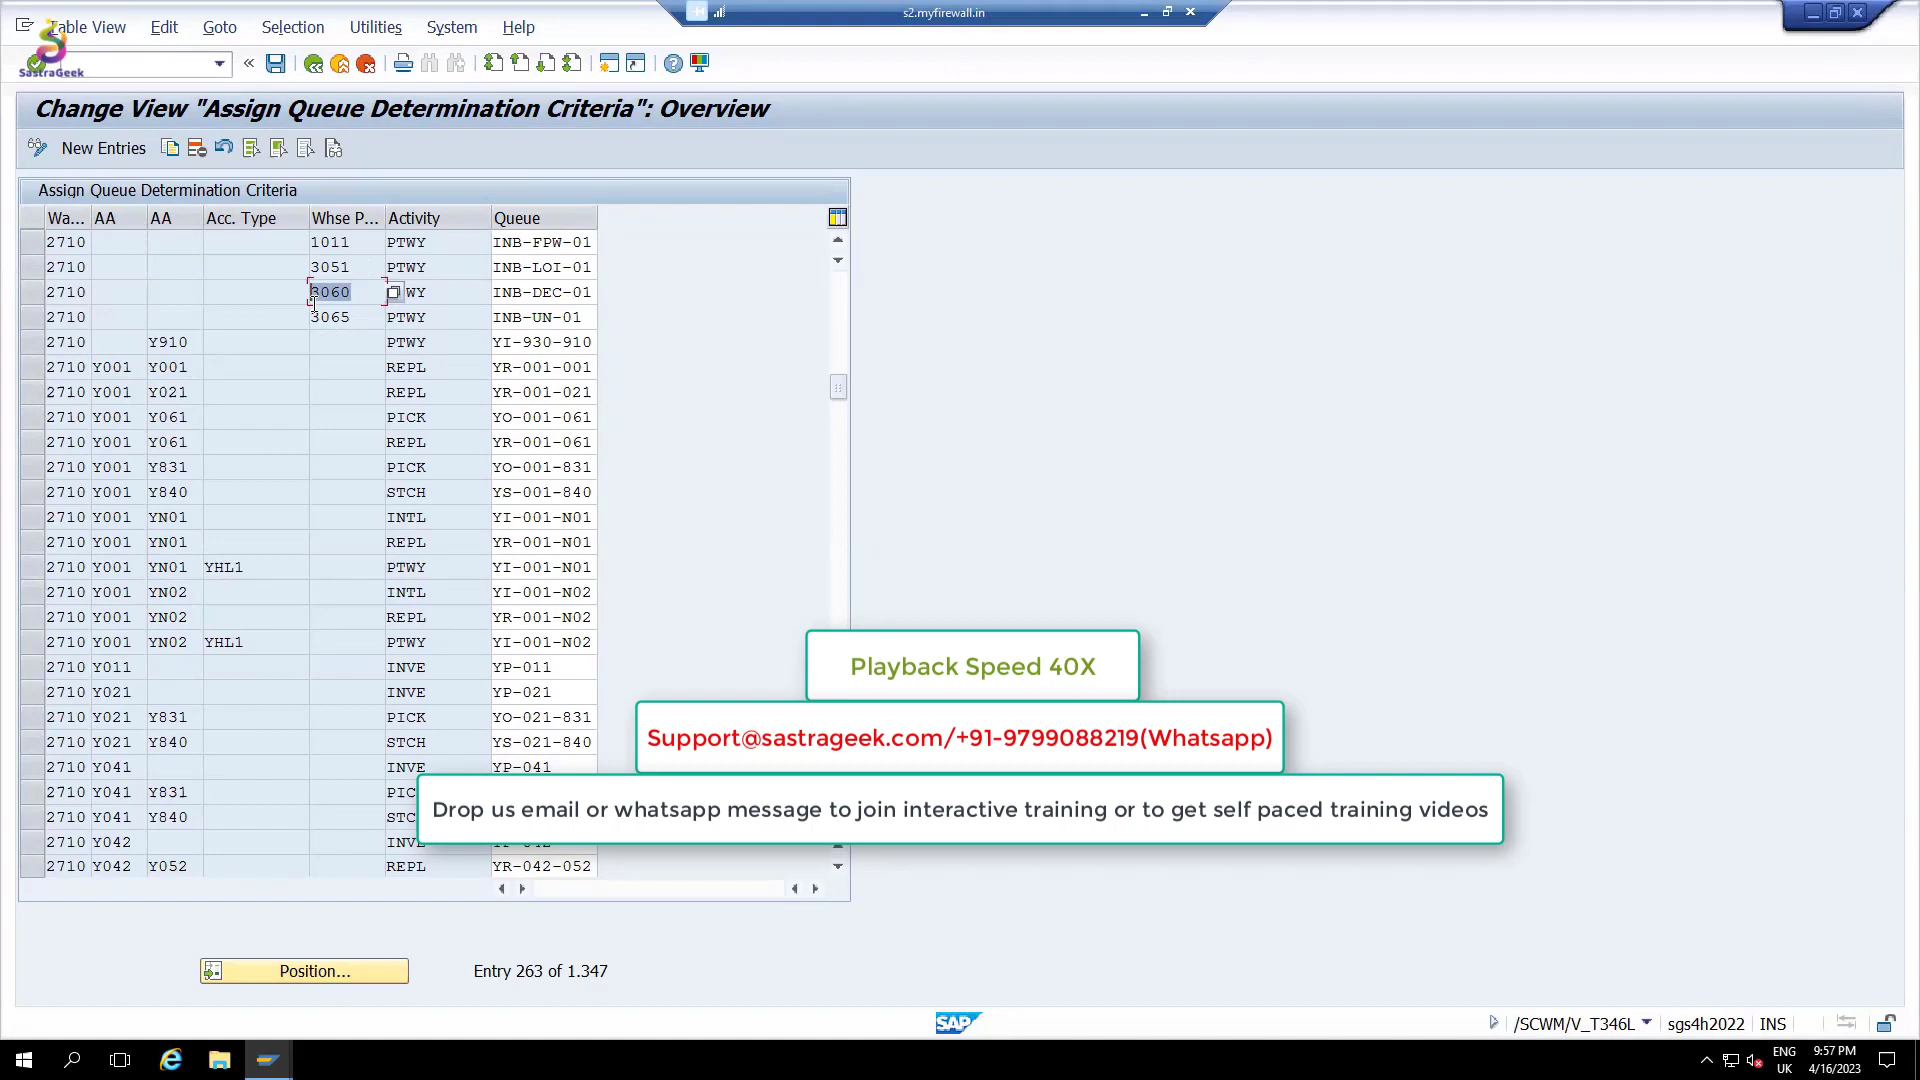 s2.myfirewall.in
Table View Edit Goto Selection Utilities System Help
SastraGeek
Change View "Assign Queue Determination Criteria": Overview
New Entries
Assign Queue Determination Criteria
Wa... AA AA Acc. Type Whse P... Activity Queue
2710 1011 PTWY INB-FPW-01
2710 3051 PTWY INB-LOI-01
2710 3060 WY INB-DEC-01
2710 3065 PTWY INB-UN-01
2710 Y910 PTWY YI-930-910
2710 Y001 Y001 REPL YR-001-001
2710 Y001 Y021 REPL YR-001-021
2710 Y001 Y061 PICK YO-001-061
2710 Y001 Y061 REPL YR-001-061
2710 Y001 Y831 PICK YO-001-831
2710 Y001 Y840 STCH YS-001-840
2710 Y001 YN01 INTL YI-001-N01
2710 Y001 YN01 REPL YR-001-N01
2710 Y001 YN01 YHL1 PTWY YI-001-N01
2710 Y001 YN02 INTL YI-001-N02
2710 Y001 YN02 REPL YR-001-N02
2710 Y001 YN02 YHL1 PTWY YI-001-N02
2710 Y011 INVE YP-011
2710 Y021 INVE YP-021
2710 Y021 Y831 PICK YO-021-831
2710 Y021 Y840 STCH YS-021-840
2710 Y041 INVE YP-041
2710 Y041 Y831 PIC
2710 Y041 Y840 STC
2710 Y042 INV
2710 Y042 Y052 REPL YR-042-052
Playback Speed 40X
Support@sastrageek.com/+91-9799088219(Whatsapp)
Drop us email or whatsapp message to join interactive training or to get self paced training videos
Position... Entry 263 of 1.347
SAP /SCWM/V_T346L sgs4h2022 INS
ENG 9:57 PM
UK 4/16/2023